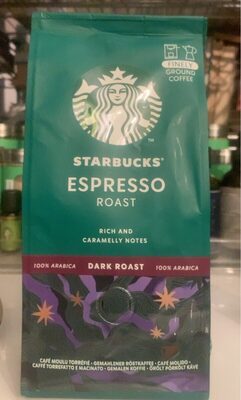 FINELY
GROUND
COFFEE
STARBUCKS®
ESPRESSO
ROAST
RICH AND
CARAMELLY NOTES
100% ARABICA DARK ROAST 100% ARABICA
CAFÉ MOULU TORRÉFIÉ • GEMAHLENER RÖSTKAFFEE • CAFÉ MOLIDO •
CAFFÈ TORREFATTO E MACINATO • GEMALEN KOFFIE • ŐRÖLT PÖRKÖLT KÁVÉ